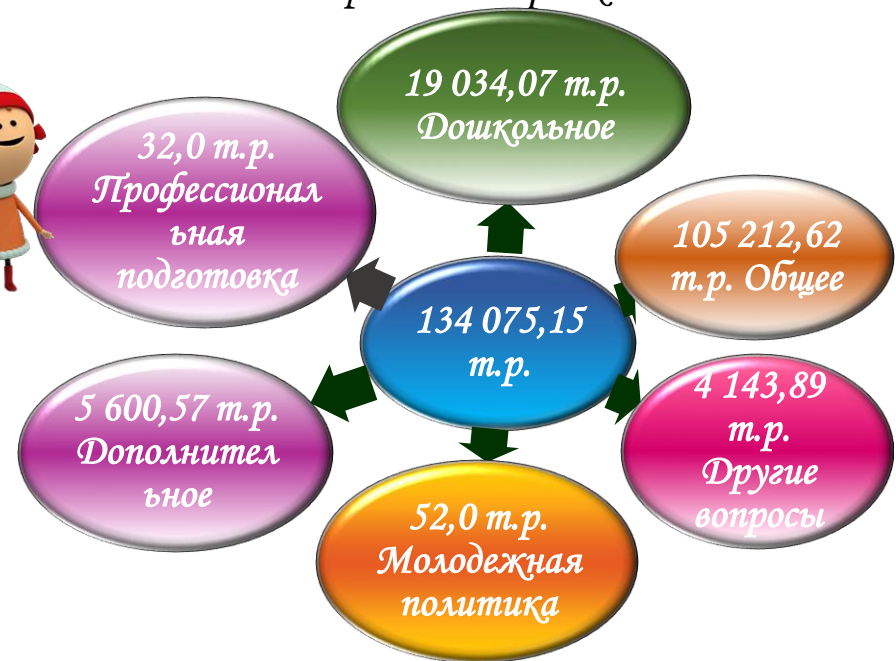 19 034,07 т.р.
Дошкольное
32,0 т.р.
Профессионал
ьная
подготовка
105 212,62
т.р. Общее
134 075,15
т.р.
5 600,57 т.р.
Дополнител
ьное
4 143,89
т.р.
Другие
вопросы
52,0 т.р.
Молодежная
политика